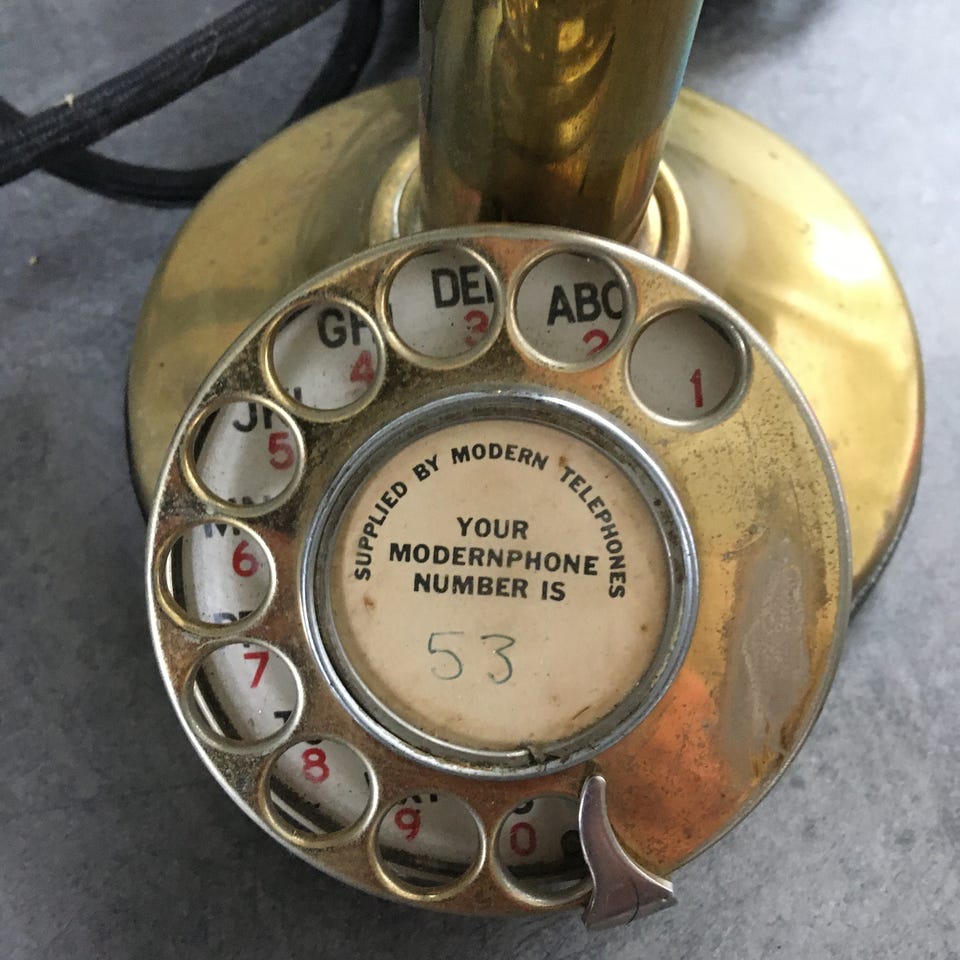 SUPPLIED BY MODERN TELEPHONES
YOUR
MODERNPHONE
NUMBER IS
53
1
ABC
2
DEF
3
4
5
6
7
8
9
0